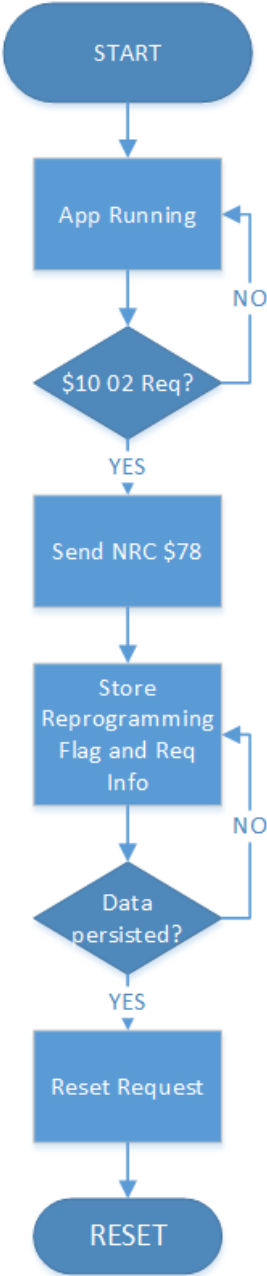 START
App Running
NO
$10 02 Req?
YES
Send NRC $78
Store
Reprogramming
Flag and Req
Info
NO
Data
persisted?
YES
Reset Request
RESET